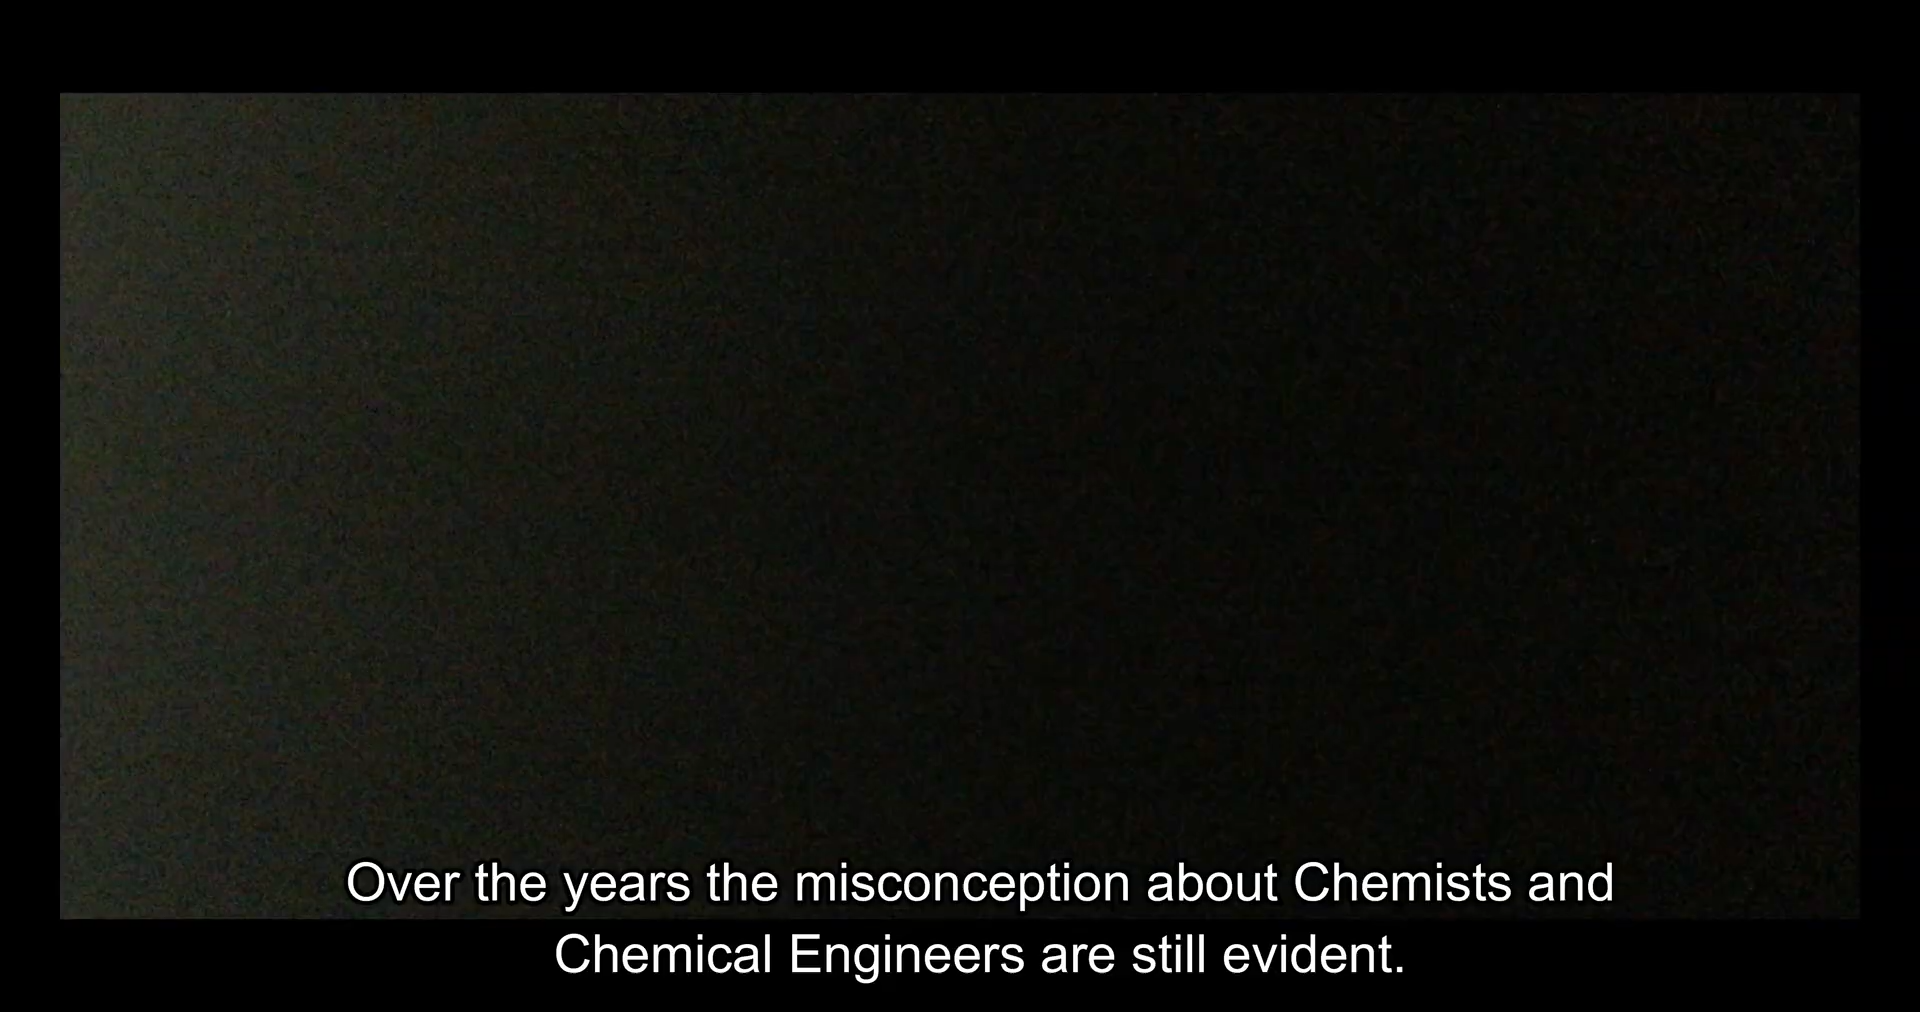 Over the years the misconception about Chemists and
Chemical Engineers are still evident.